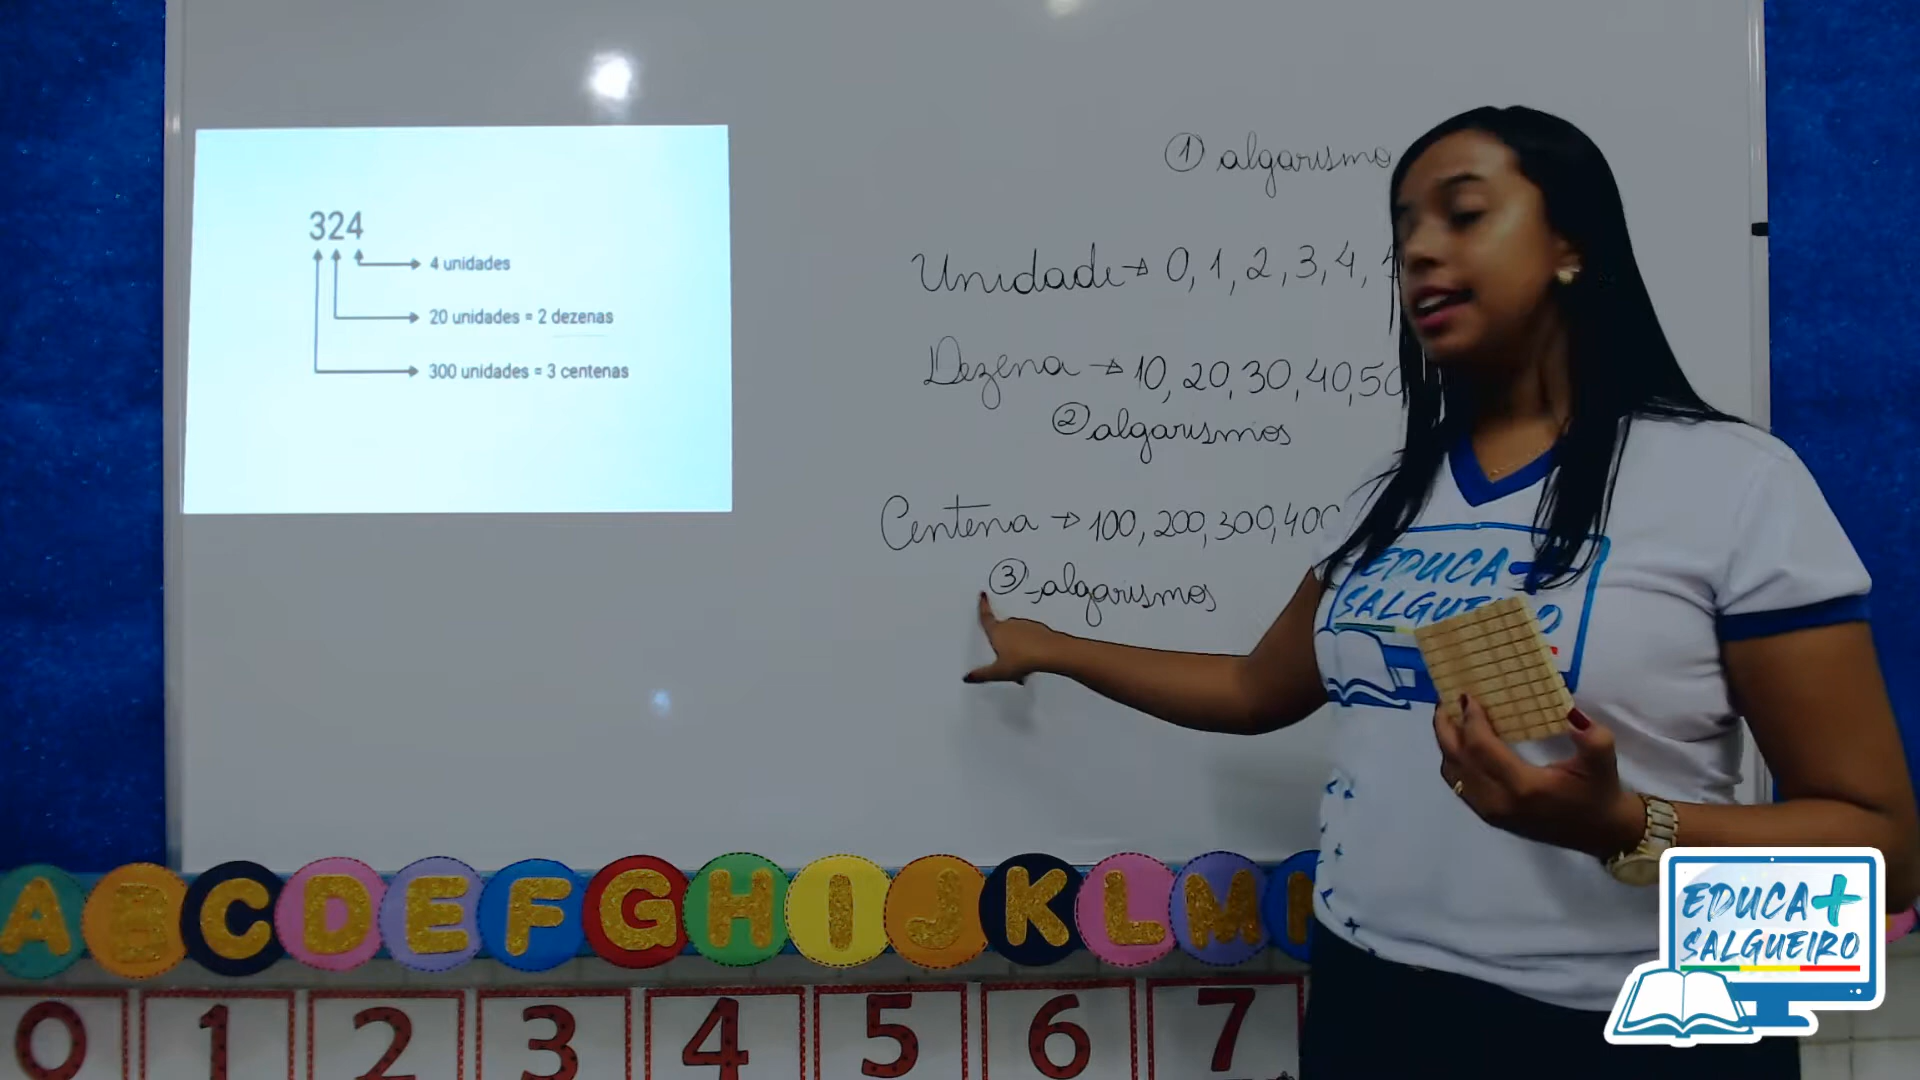 324
4 unidades
20 unidades = 2 dezenas
300 unidades = 3 centenas
① algarismo
Unidade → 0, 1, 2, 3, 4,
Dezena → 10, 20, 30, 40, 50
② algarismos
Centena → 100, 200, 300, 400
③ - algarismos
EDUCA+
SALGUEIRO
A B C D E F G H I J K L M
0 1 2 3 4 5 6 7
EDUCA+
SALGUEIRO